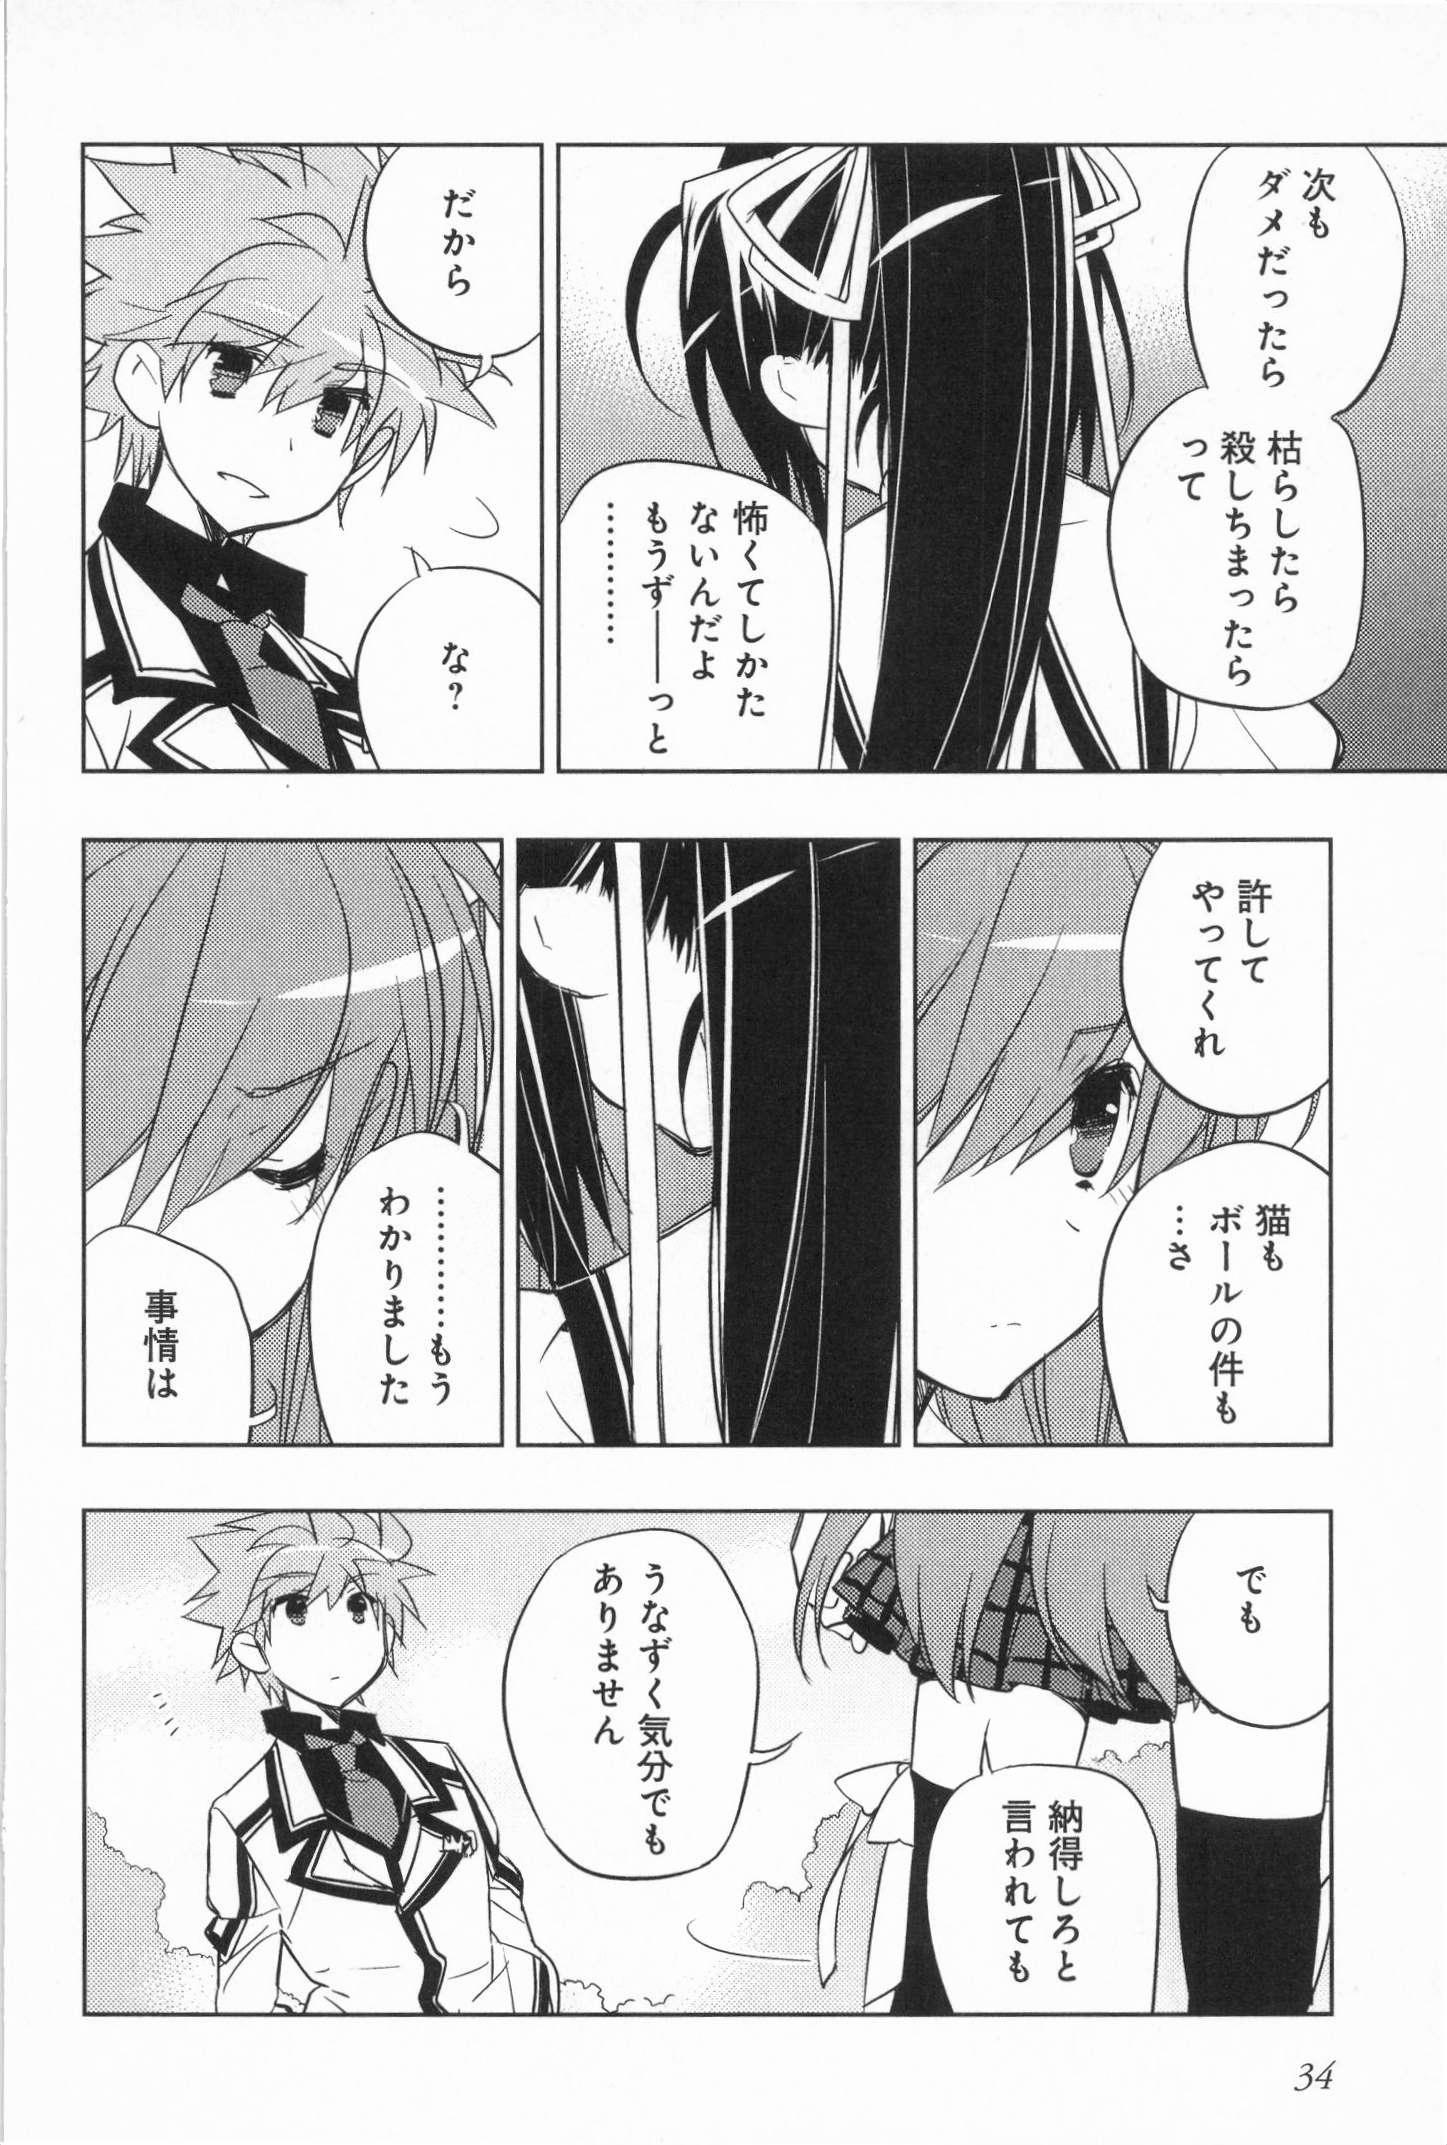 次も
ダメだったら
枯らしたら
殺しちまったら
って
怖くてしかた
ないんだよ
もうず――っと
…………
だから
な？
許して
やってくれ
猫も
ボールの件も
…さ
…………もう
わかりました
事情は
でも
納得しろと
言われても
うなずく気分でも
ありません
34